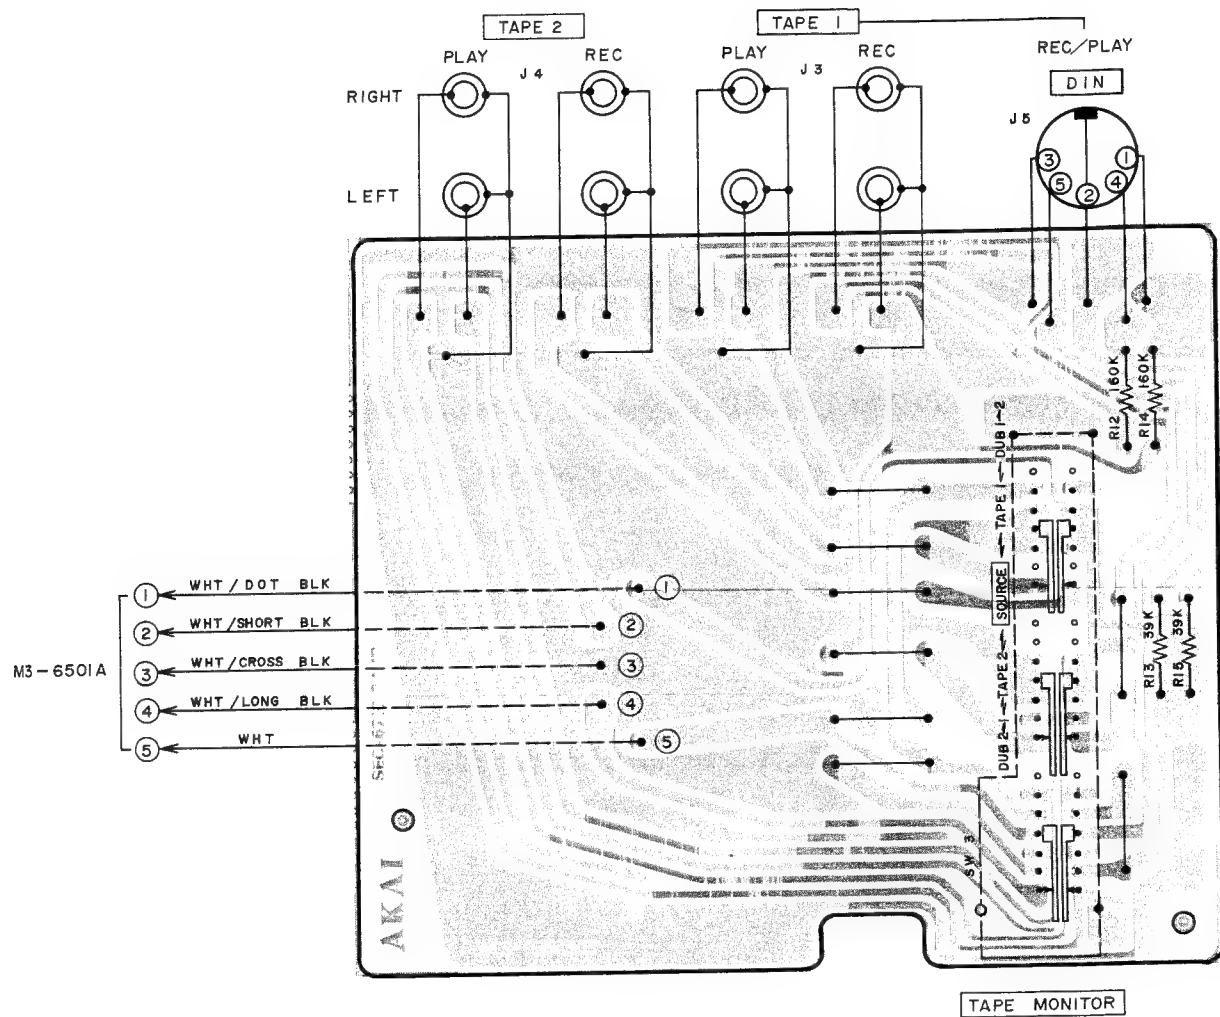 TAPE 2
TAPE 1
PLAY
J4
REC
PLAY
J3
REC
REC/PLAY
DIN
RIGHT
J5
3
1
5
4
2
LEFT
160K
160K
R12
R14
DUB 2-1 ← TAPE 2 ← SOURCE → TAPE 1 → DUB 1-2
1 WHT/DOT BLK 1
2 WHT/SHORT BLK 2
M3-6501A
3 WHT/CROSS BLK 3
4 WHT/LONG BLK 4
5 WHT 5
R13 39K
R15 39K
SW 3
AKAI
TAPE MONITOR